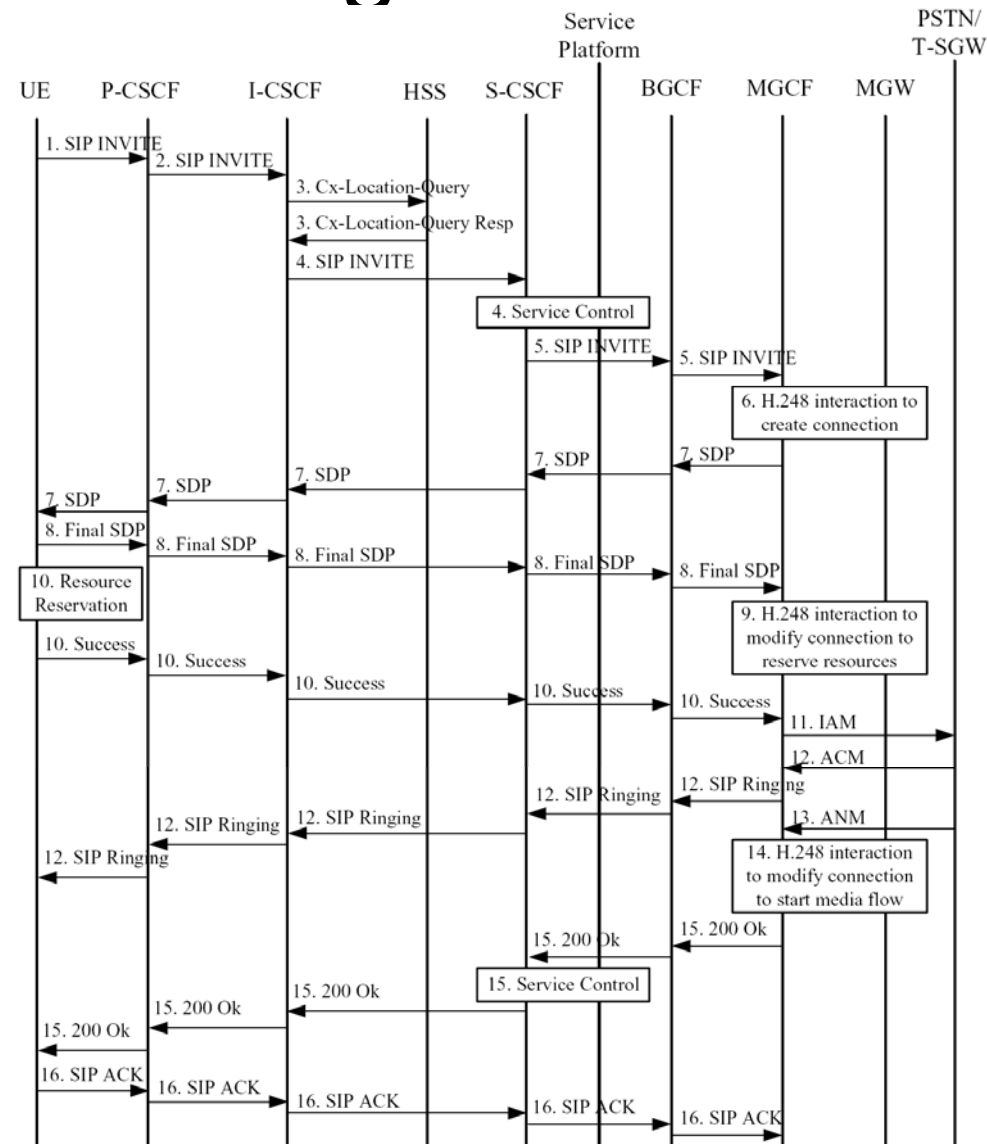 Service
Platform
PSTN/
T-SGW
UE P-CSCF I-CSCF HSS S-CSCF BGCF MGCF MGW
1. SIP INVITE
2. SIP INVITE
3. Cx-Location-Query
3. Cx-Location-Query Resp
4. SIP INVITE
4. Service Control
5. SIP INVITE
5. SIP INVITE
6. H.248 interaction to
create connection
7. SDP
7. SDP
7. SDP
7. SDP
7. SDP
8. Final SDP
8. Final SDP
8. Final SDP
8. Final SDP
8. Final SDP
10. Resource
Reservation
9. H.248 interaction to
modify connection to
reserve resources
10. Success
10. Success
10. Success
10. Success
10. Success
11. IAM
12. ACM
12. SIP Ringing
12. SIP Ringing
12. SIP Ringing
12. SIP Ringing
12. SIP Ringing
13. ANM
14. H.248 interaction
to modify connection
to start media flow
15. 200 Ok
15. 200 Ok
15. Service Control
15. 200 Ok
15. 200 Ok
15. 200 Ok
16. SIP ACK
16. SIP ACK
16. SIP ACK
16. SIP ACK
16. SIP ACK